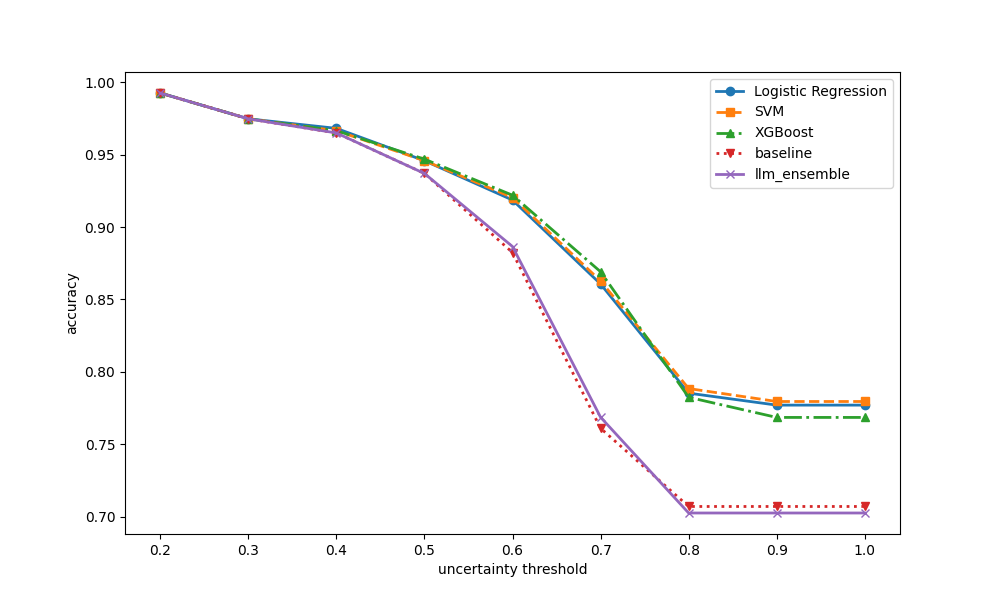 Logistic Regression
SVM
XGBoost
baseline
llm_ensemble
accuracy
1.00
0.95
0.90
0.85
0.80
0.75
0.70
0.2 0.3 0.4 0.5 0.6 0.7 0.8 0.9 1.0
uncertainty threshold